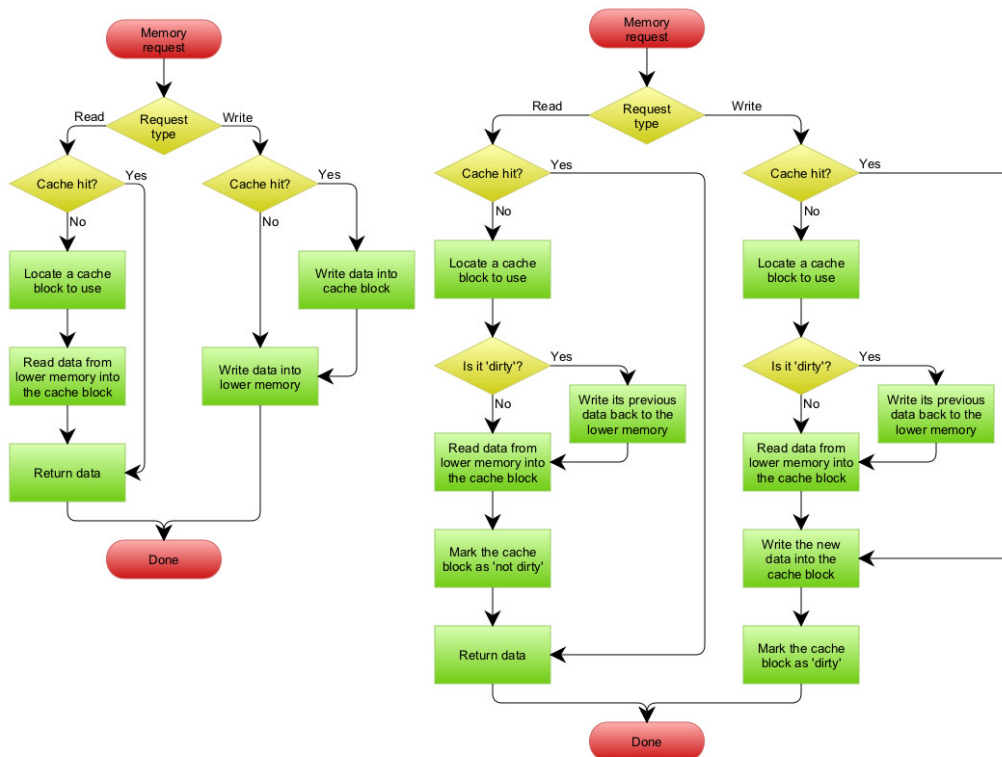 Memory
request
Read
Request
type
Write
Cache hit?
Yes
Cache hit?
Yes
No
No
Locate a cache
block to use
Write data into
cache block
Read data from
lower memory into
the cache block
Write data into
lower memory
Return data
Done
Memory
request
Read
Request
type
Write
Cache hit?
Yes
Cache hit?
Yes
No
No
Locate a cache
block to use
Locate a cache
block to use
Is it 'dirty'?
Yes
Is it 'dirty'?
Yes
No
Write its previous
data back to the
lower memory
No
Write its previous
data back to the
lower memory
Read data from
lower memory into
the cache block
Read data from
lower memory into
the cache block
Mark the cache
block as 'not dirty'
Write the new
data into the
cache block
Return data
Mark the cache
block as 'dirty'
Done